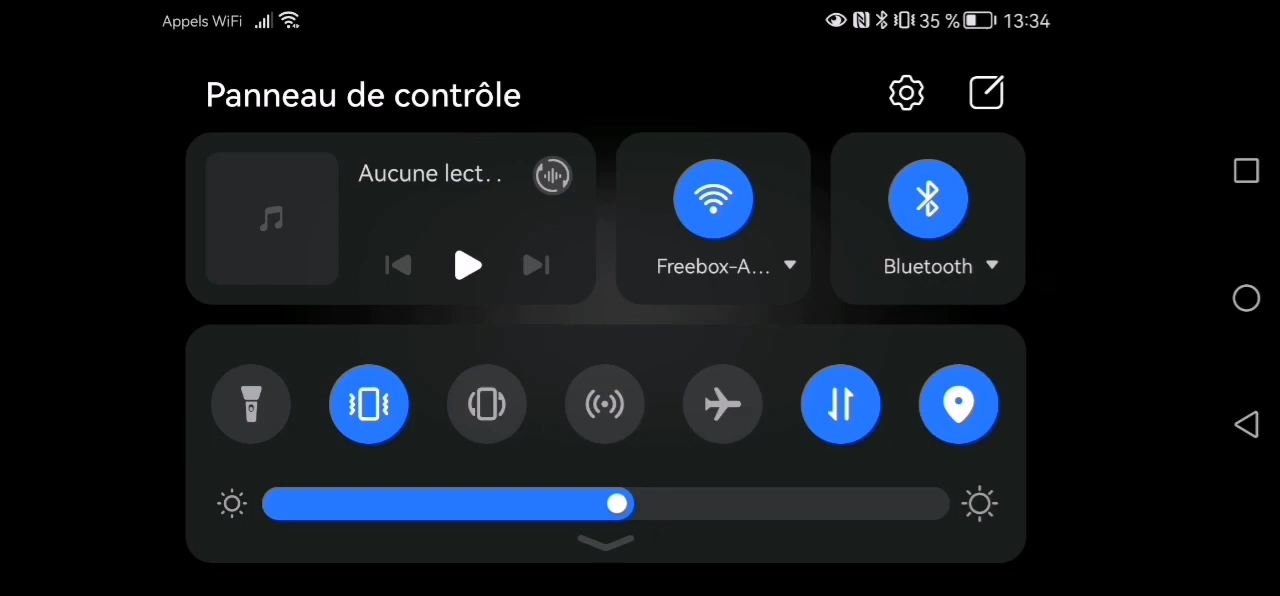 Appels WiFi
35 % 13:34
Panneau de contrôle
Aucune lect..
Freebox-A...
Bluetooth